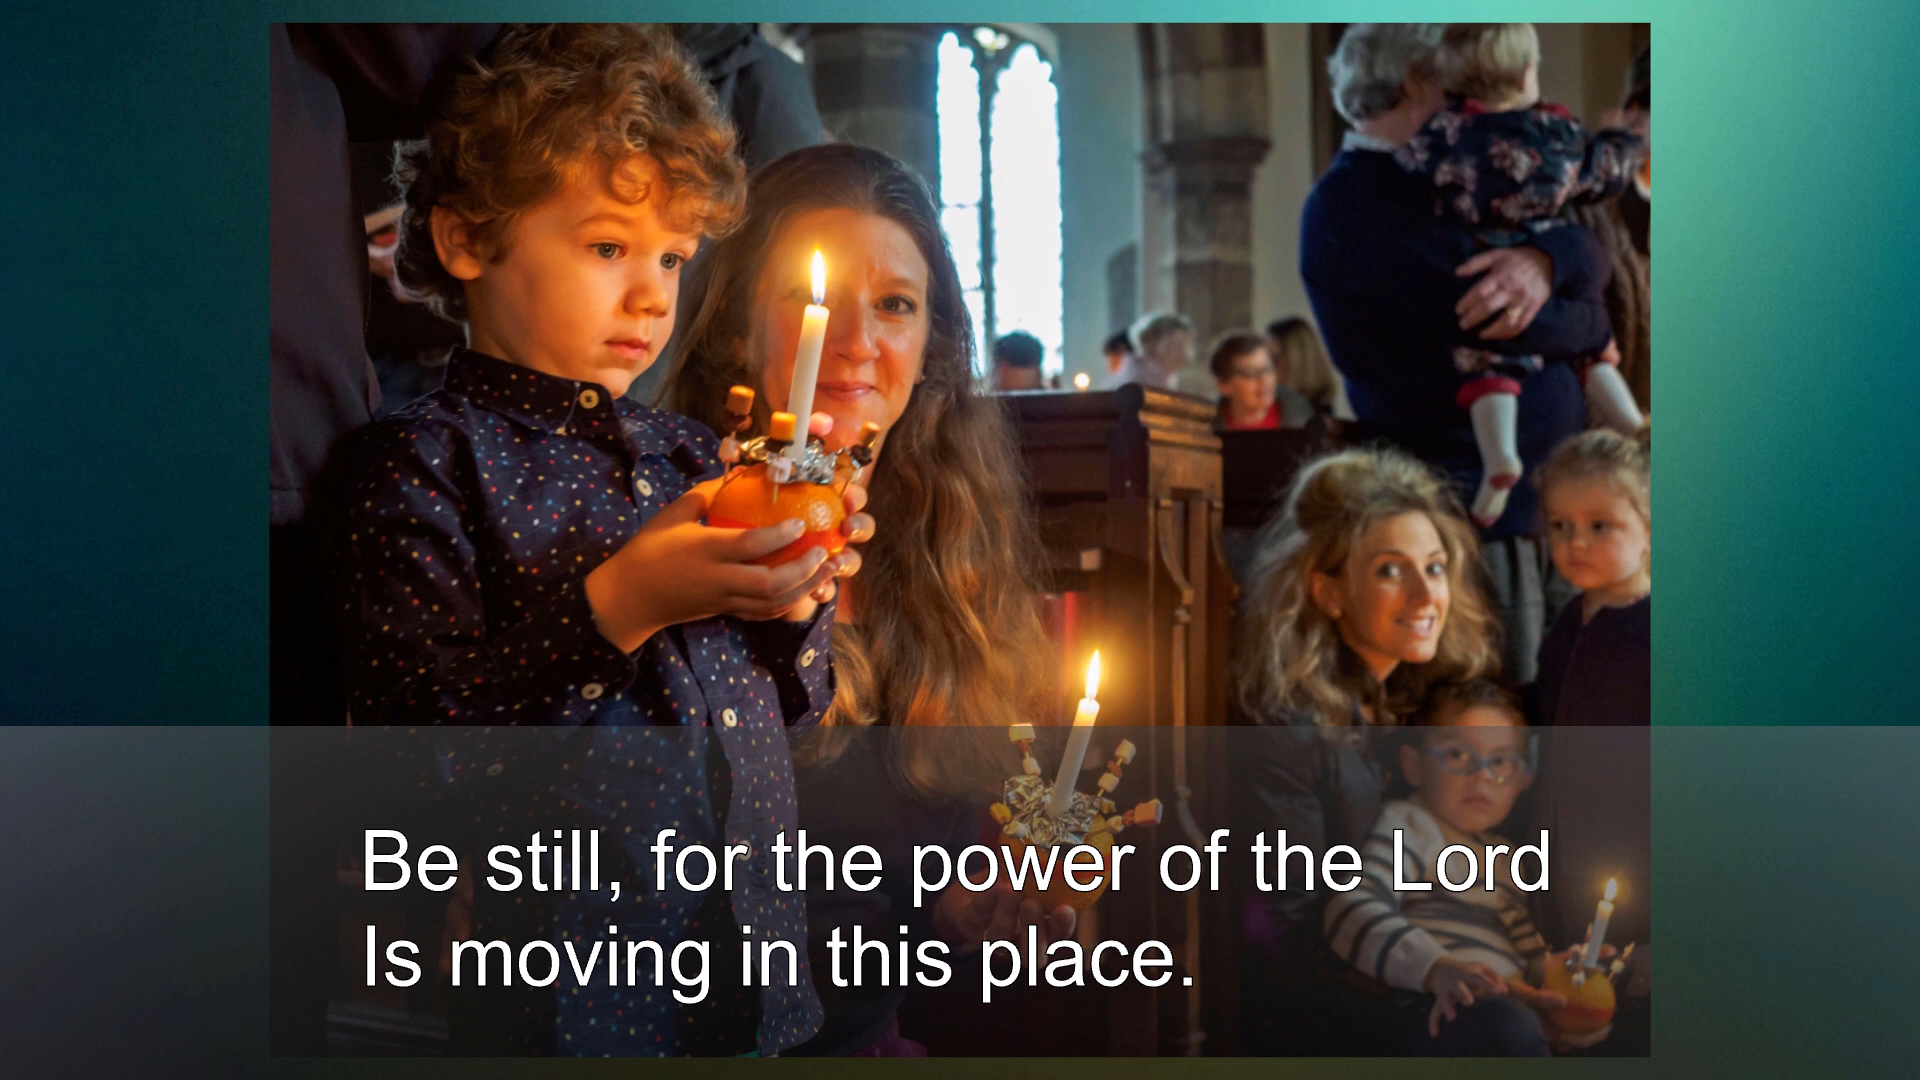 Be still, for the power of the Lord
Is moving in this place.